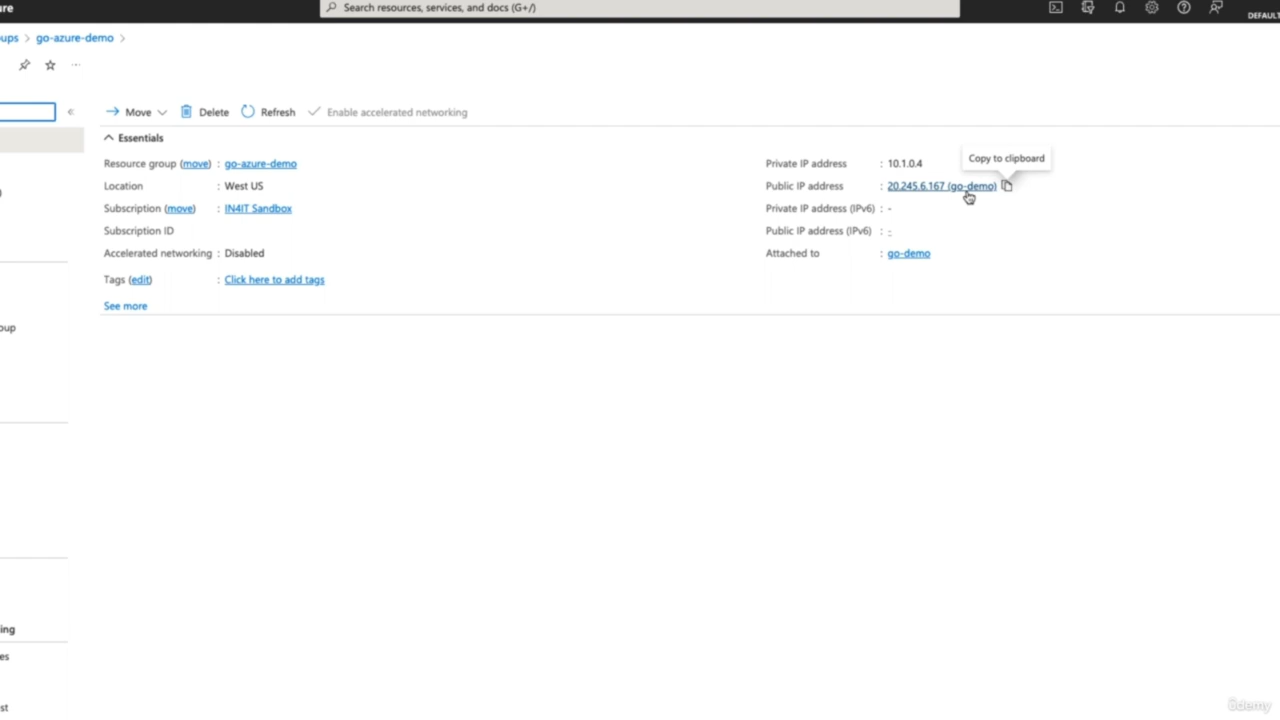 ure
Search resources, services, and docs (G+/)
DEFAULT
oups > go-azure-demo >
...
«
Move Delete Refresh Enable accelerated networking
Essentials
Resource group (move) : go-azure-demo
Location : West US
Subscription (move) : IN4IT Sandbox
Subscription ID
Accelerated networking : Disabled
Tags (edit) : Click here to add tags
See more
Private IP address : 10.1.0.4
Copy to clipboard
Public IP address : 20.245.6.167 (go-demo)
Private IP address (IPv6) : -
Public IP address (IPv6) : -
Attached to : go-demo
)
oup
ing
es
st
ûdemy